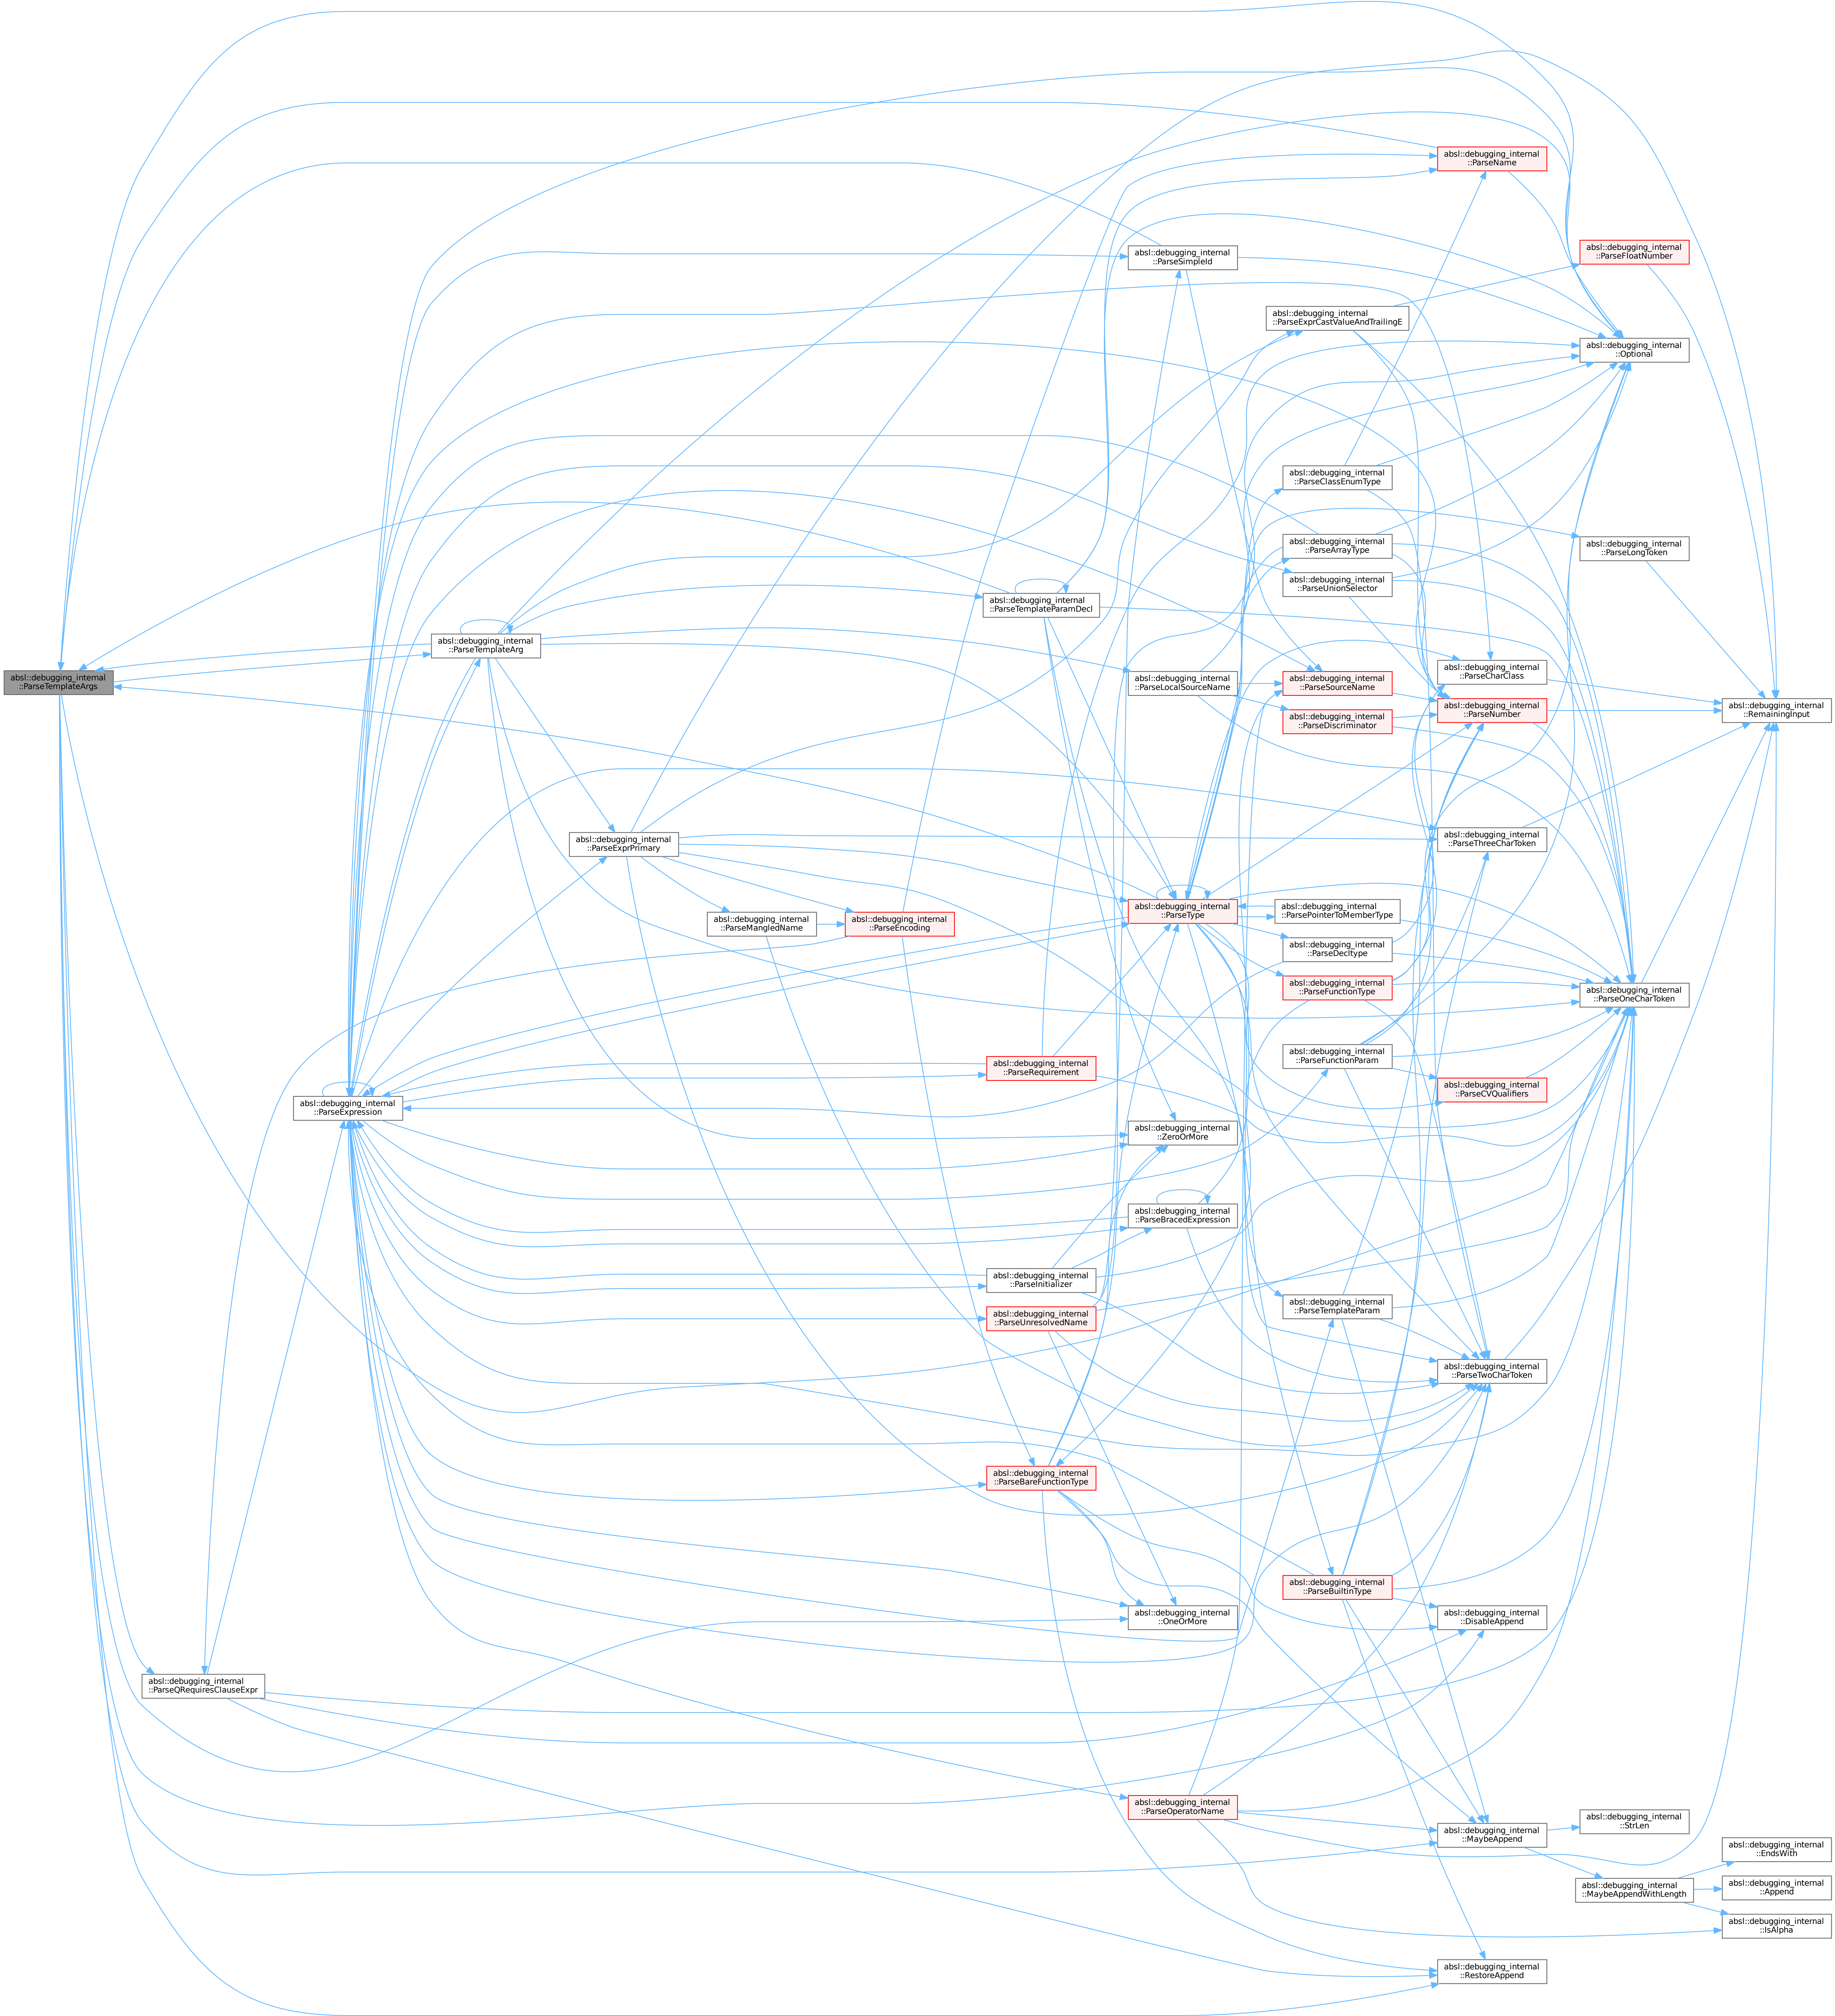 absl::debugging_internal
::ParseTemplateArgs
absl::debugging_internal
::ParseQRequiresClauseExpr
absl::debugging_internal
::ParseExpression
absl::debugging_internal
::ParseTemplateArg
absl::debugging_internal
::ParseExprPrimary
absl::debugging_internal
::ParseMangledName
absl::debugging_internal
::ParseEncoding
absl::debugging_internal
::ParseTemplateParamDecl
absl::debugging_internal
::ParseRequirement
absl::debugging_internal
::ParseInitializer
absl::debugging_internal
::ParseUnresolvedName
absl::debugging_internal
::ParseBareFunctionType
absl::debugging_internal
::ParseSimpleId
absl::debugging_internal
::ParseLocalSourceName
absl::debugging_internal
::ParseType
absl::debugging_internal
::ZeroOrMore
absl::debugging_internal
::ParseBracedExpression
absl::debugging_internal
::OneOrMore
absl::debugging_internal
::ParseOperatorName
absl::debugging_internal
::ParseExprCastValueAndTrailingE
absl::debugging_internal
::ParseClassEnumType
absl::debugging_internal
::ParseArrayType
absl::debugging_internal
::ParseUnionSelector
absl::debugging_internal
::ParseSourceName
absl::debugging_internal
::ParseDiscriminator
absl::debugging_internal
::ParsePointerToMemberType
absl::debugging_internal
::ParseDecltype
absl::debugging_internal
::ParseFunctionType
absl::debugging_internal
::ParseFunctionParam
absl::debugging_internal
::ParseTemplateParam
absl::debugging_internal
::ParseBuiltinType
absl::debugging_internal
::ParseName
absl::debugging_internal
::ParseCharClass
absl::debugging_internal
::ParseNumber
absl::debugging_internal
::ParseThreeCharToken
absl::debugging_internal
::ParseCVQualifiers
absl::debugging_internal
::ParseTwoCharToken
absl::debugging_internal
::DisableAppend
absl::debugging_internal
::MaybeAppend
absl::debugging_internal
::RestoreAppend
absl::debugging_internal
::ParseFloatNumber
absl::debugging_internal
::Optional
absl::debugging_internal
::ParseLongToken
absl::debugging_internal
::ParseOneCharToken
absl::debugging_internal
::StrLen
absl::debugging_internal
::MaybeAppendWithLength
absl::debugging_internal
::RemainingInput
absl::debugging_internal
::EndsWith
absl::debugging_internal
::Append
absl::debugging_internal
::IsAlpha